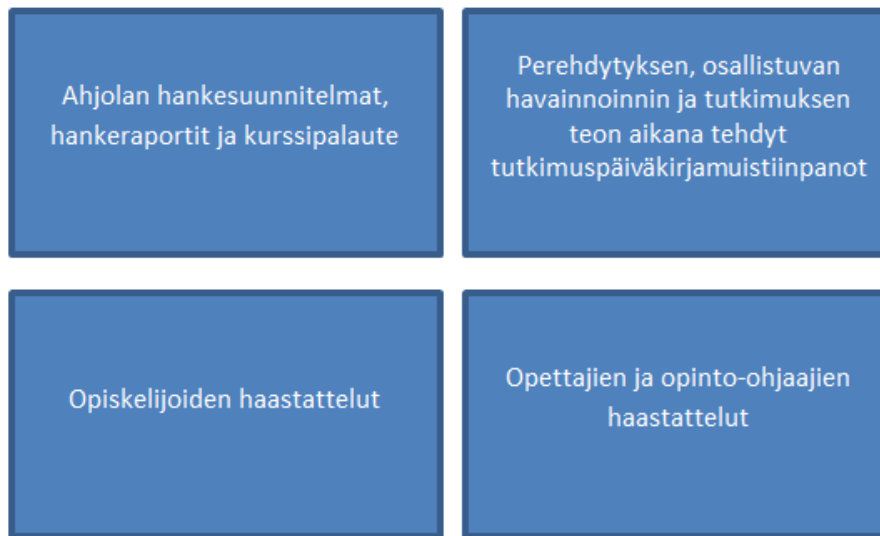 Ahjolan hankesuunnitelmat,
hankeraportit ja kurssipalaute
Perehdytyksen, osallistuvan
havainnoinnin ja tutkimuksen
teon aikana tehdyt
tutkimuspäiväkirjamuistiinpanot
Opiskelijoiden haastattelut
Opettajien ja opinto-ohjaajien
haastattelut